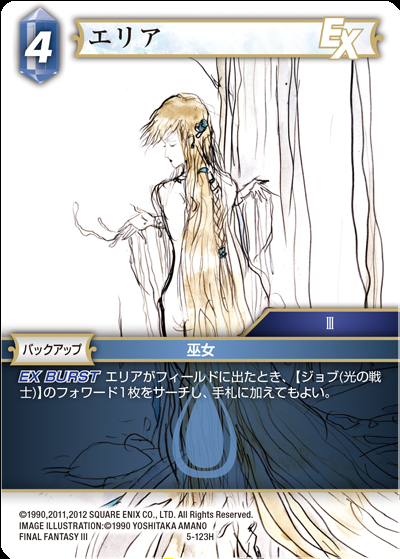 4
エリア
EX
III
バックアップ
巫女
EX BURST エリアがフィールドに出たとき、【ジョブ(光の戦
士)】のフォワード1枚をサーチし、手札に加えてもよい。
©1990,2011,2012 SQUARE ENIX CO., LTD. All Rights Reserved.
IMAGE ILLUSTRATION:©1990 YOSHITAKA AMANO
FINAL FANTASY III 5-123H